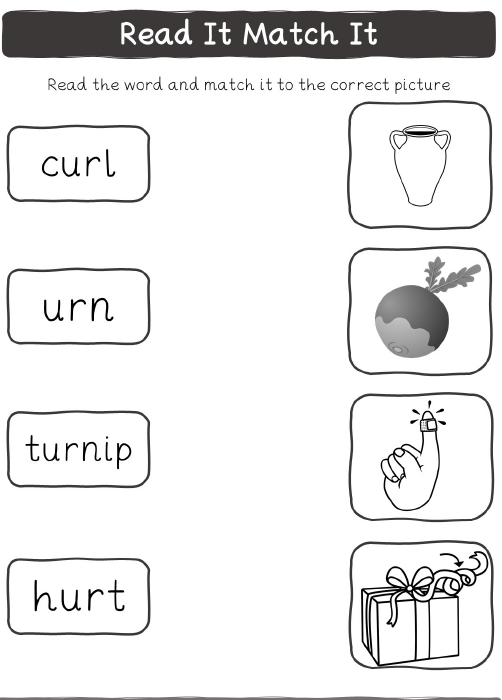 Read It Match It
Read the word and match it to the correct picture
curl
urn
turnip
hurt